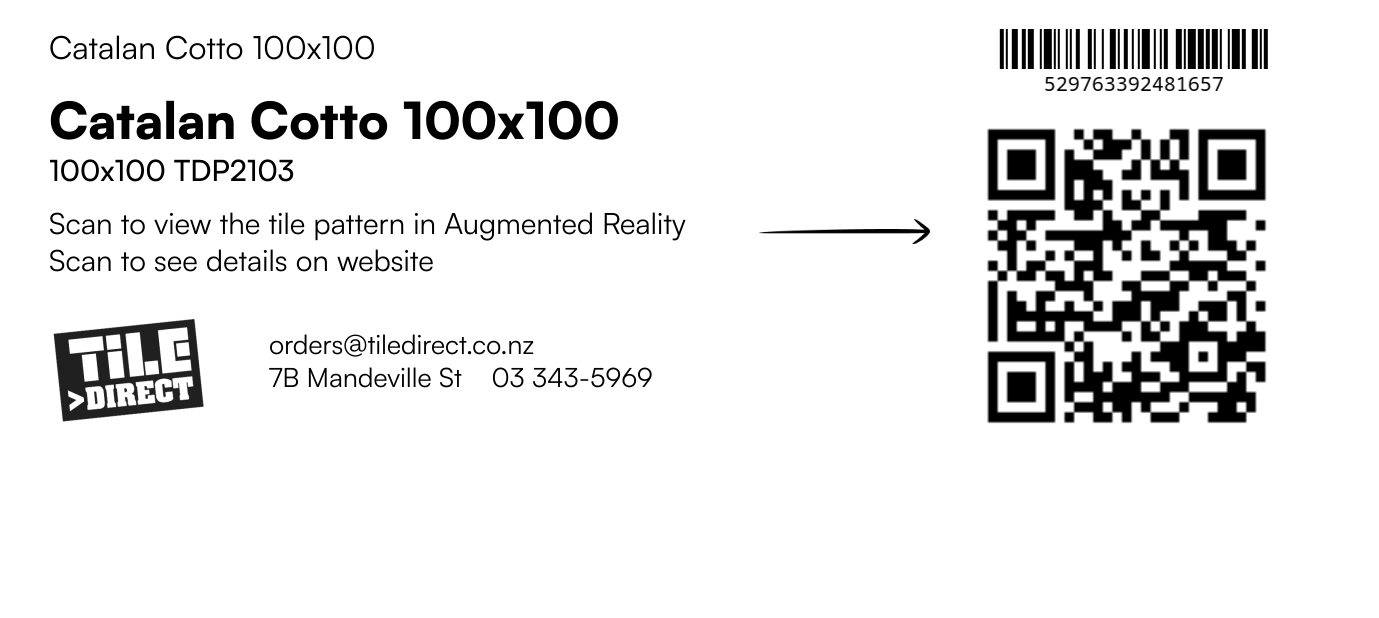 Catalan Cotto 100x100
529763392481657
Catalan Cotto 100x100
100x100 TDP2103
Scan to view the tile pattern in Augmented Reality
Scan to see details on website
TiLE
>DIRECT
orders@tiledirect.co.nz
7B Mandeville St 03 343-5969